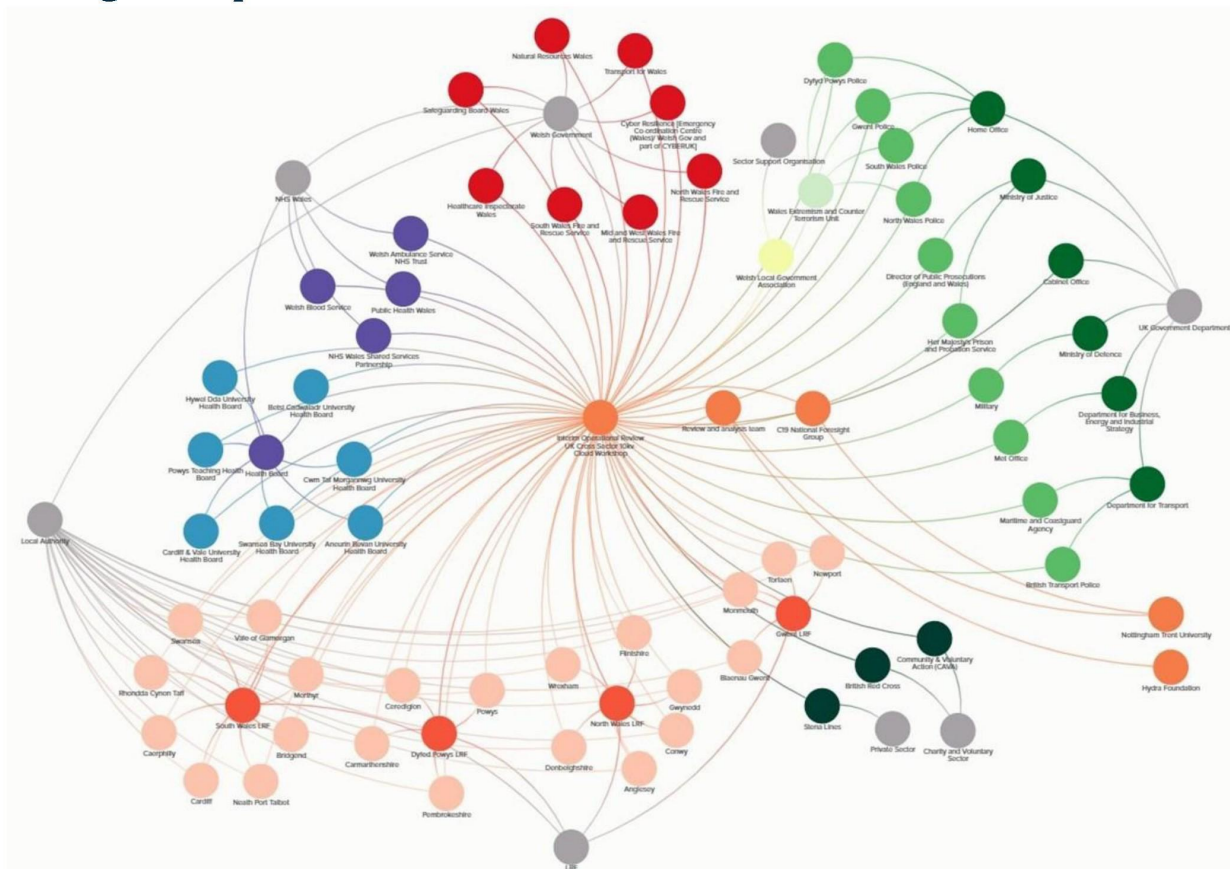 Natural Resources Wales
Transport for Wales
Safeguarding Board Wales
Welsh Government
Cyber Resilience [Emergency
Co-ordination Centre
(Wales)/ Welsh Gov and
part of CYBERUK]
Dyfyd Powys Police
Gwent Police
Home Office
Sector Support Organisation
South Wales Police
NHS Wales
Healthcare Inspectorate
Wales
South Wales Fire and
Rescue Service
Mid and West Wales Fire
and Rescue Service
North Wales Fire and
Rescue Service
Wales Extremism and Counter
Terrorism Unit
North Wales Police
Ministry of Justice
Welsh Ambulance Service
NHS Trust
Welsh Local Government
Association
Director of Public Prosecutions
(England and Wales)
Cabinet Office
Welsh Blood Service
Public Health Wales
UK Government Department
NHS Wales Shared Services
Partnership
Her Majesty's Prison
and Probation Service
Ministry of Defence
Hywel Dda University
Health Board
Betsi Cadwaladr University
Health Board
Military
Department for Business,
Energy and Industrial
Strategy
Interim Operational Review
UK Cross Sector 10kv
Cloud Workshop
Review and analysis team
C19 National Foresight
Group
Met Office
Powys Teaching Health
Board
Health Board
Cwm Taf Morgannwg University
Health Board
Department for Transport
Maritime and Coastguard
Agency
Local Authority
Cardiff & Vale University
Health Board
Swansea Bay University
Health Board
Aneurin Bevan University
Health Board
British Transport Police
Torfaen
Newport
Monmouth
Gwent LRF
Nottingham Trent University
Swansea
Vale of Glamorgan
Flintshire
Blaenau Gwent
Community & Voluntary
Action (CAVA)
British Red Cross
Hydra Foundation
Rhondda Cynon Taff
Merthyr
Ceredigion
Powys
Wrexham
Gwynedd
South Wales LRF
Dyfed Powys LRF
North Wales LRF
Stena Lines
Private Sector
Charity and Voluntary
Sector
Caerphilly
Bridgend
Carmarthenshire
Denbighshire
Conwy
Cardiff
Neath Port Talbot
Pembrokeshire
Anglesey
LRF